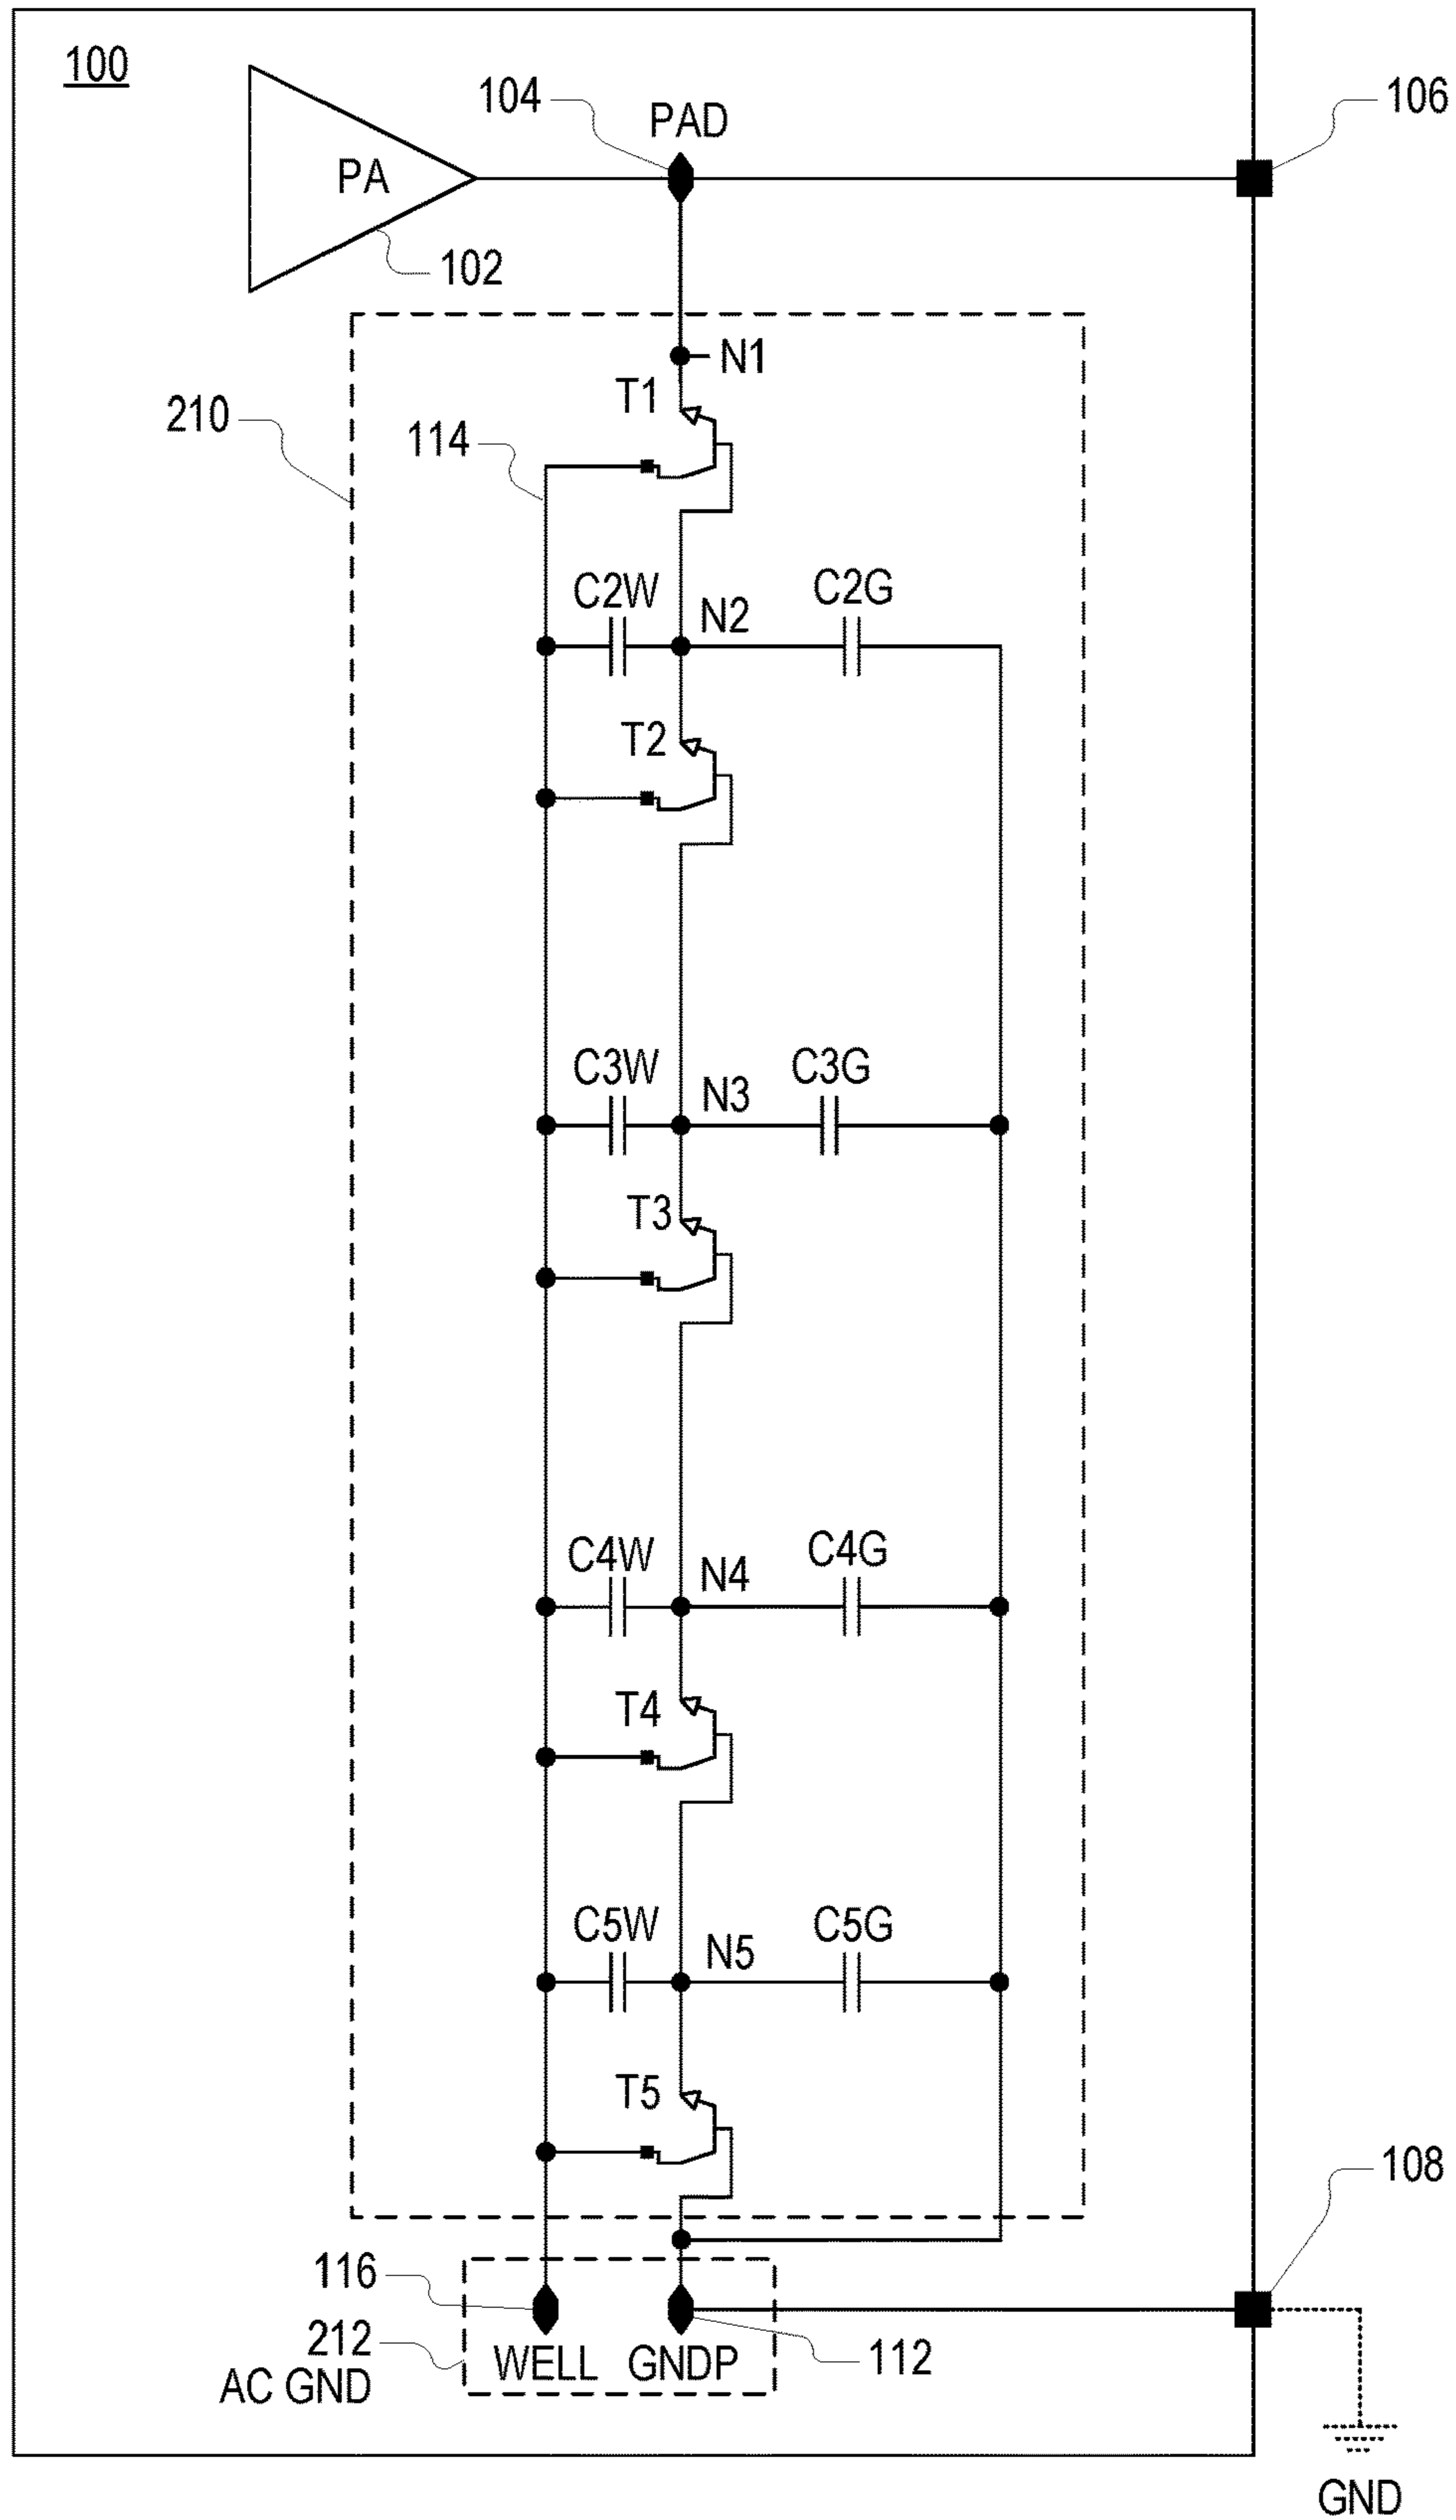 100
104
PAD
106
PA
102
N1
T1
210
114
C2W
N2
C2G
T2
C3W
N3
C3G
T3
C4W
N4
C4G
T4
C5W
N5
C5G
T5
108
116
212
WELL
GNDP
112
AC GND
GND